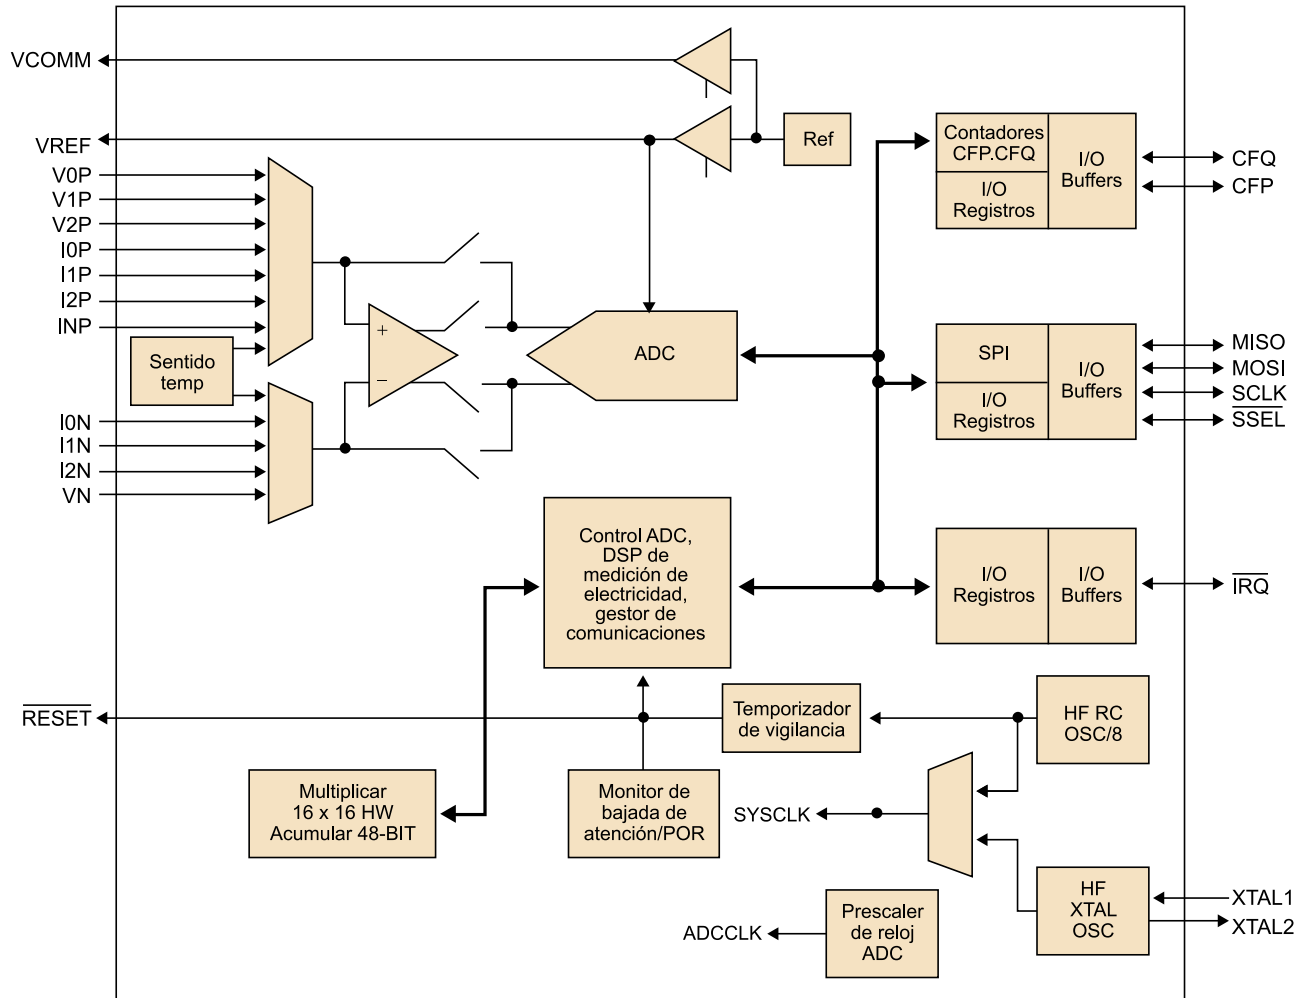 VCOMM
VREF
V0P
V1P
V2P
I0P
I1P
I2P
INP
Sentido
temp
I0N
I1N
I2N
VN
+
−
Ref
ADC
Contadores
CFP.CFQ
I/O
Registros
I/O
Buffers
CFQ
CFP
SPI
I/O
Registros
I/O
Buffers
MISO
MOSI
SCLK
SSEL
Control ADC,
DSP de
medición de
electricidad,
gestor de
comunicaciones
I/O
Registros
I/O
Buffers
IRQ
RESET
Temporizador
de vigilancia
HF RC
OSC/8
Multiplicar
16 x 16 HW
Acumular 48-BIT
Monitor de
bajada de
atención/POR
SYSCLK
HF
XTAL
OSC
XTAL1
XTAL2
ADCCLK
Prescaler
de reloj
ADC